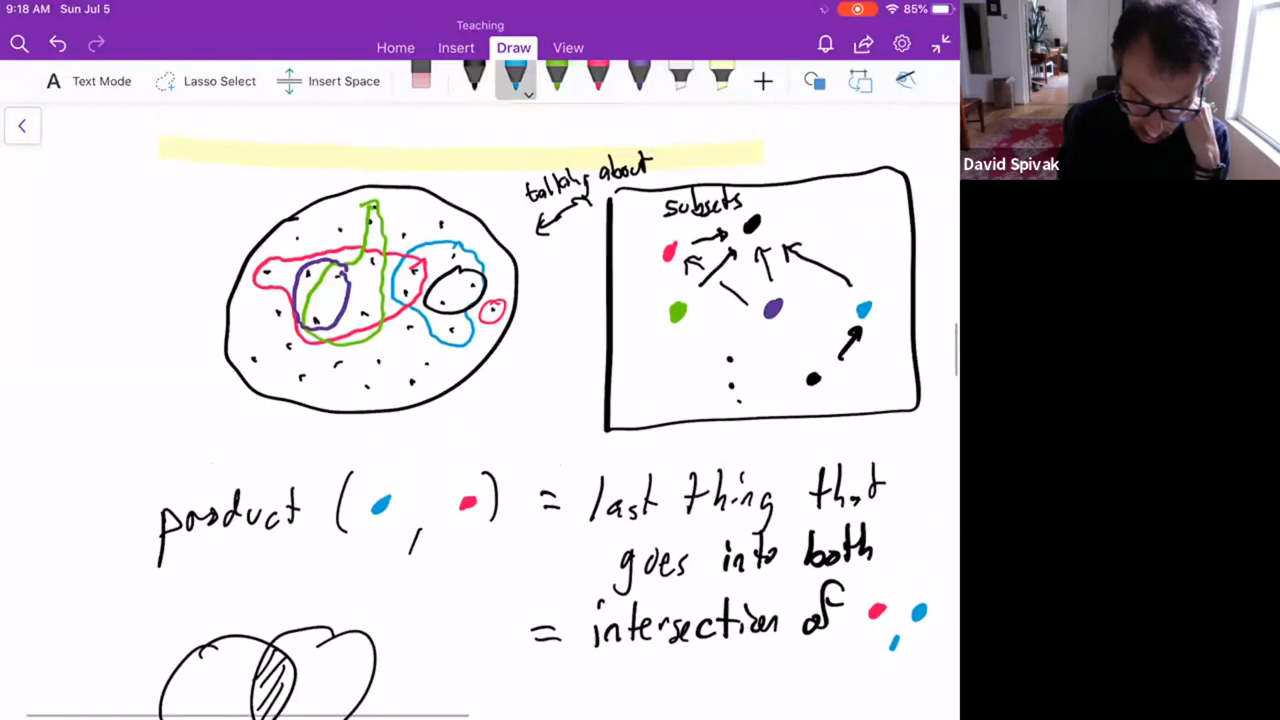 9:18 AM Sun Jul 5
85%
Teaching
Home Insert Draw View
Text Mode Lasso Select Insert Space
David Spivak
talking about
subsets
product ( , ) = last thing that
goes into both
= intersection of ,